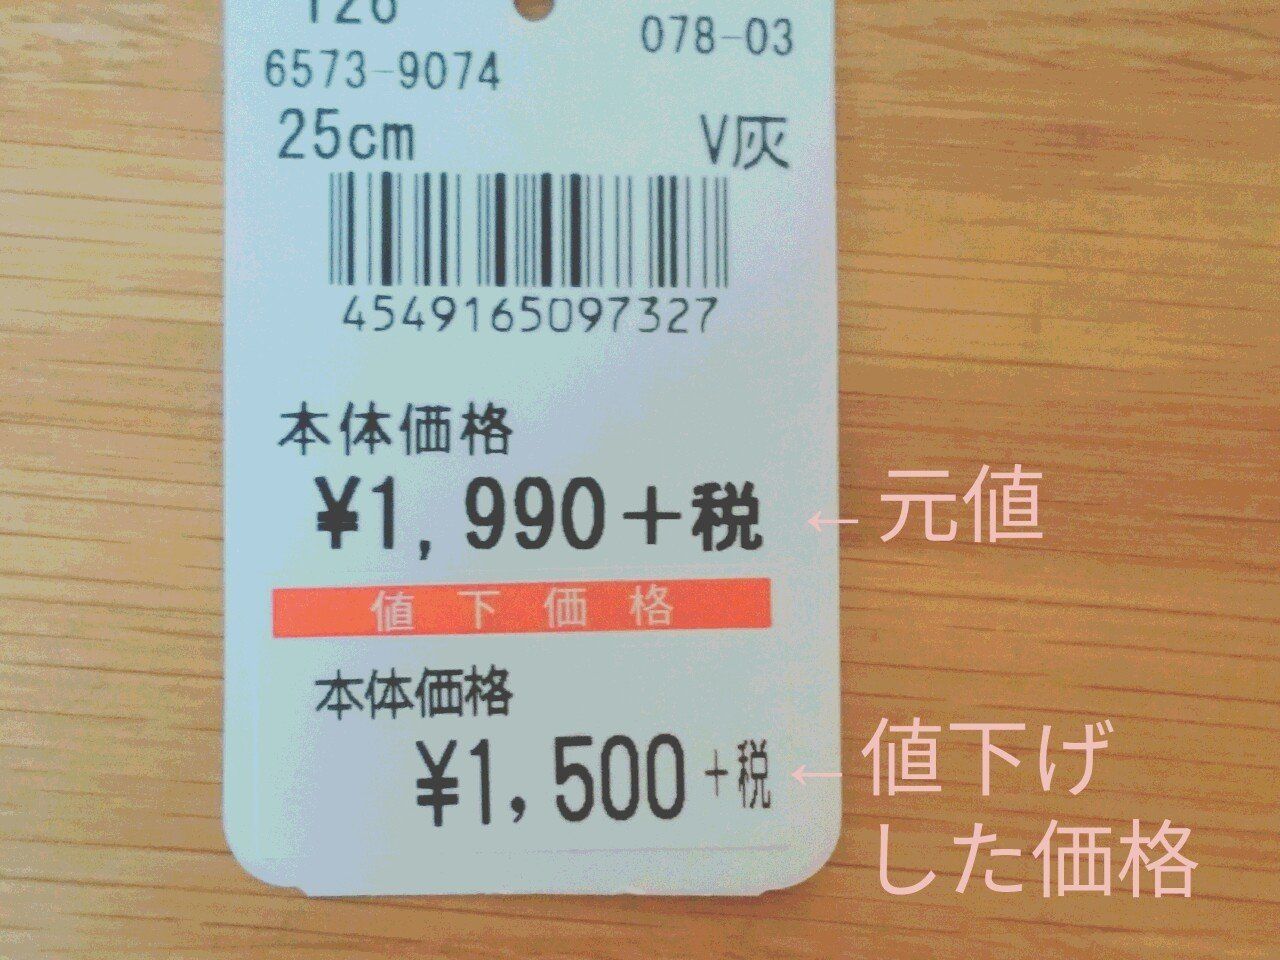 126
078-03
6573-9074
25cm
V灰
4549165097327
本体価格
¥1,990+税
←元値
値下価格
本体価格
¥1,500+税
←値下げ
した価格